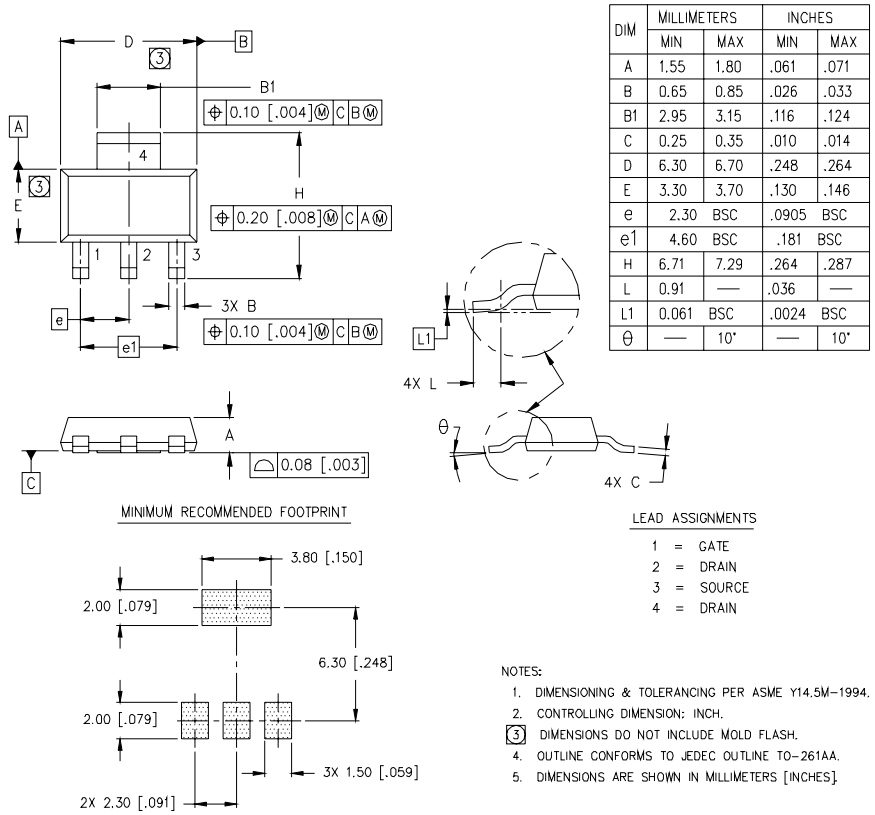 D
B
3
B1
⌖ 0.10 [.004]Ⓜ C BⓂ
A
4
3
E
H
⌖ 0.20 [.008]Ⓜ C AⓂ
1 2 3
3X B
e
⌖ 0.10 [.004]Ⓜ C BⓂ
e1
DIM MILLIMETERS INCHES
MIN MAX MIN MAX
A 1.55 1.80 .061 .071
B 0.65 0.85 .026 .033
B1 2.95 3.15 .116 .124
C 0.25 0.35 .010 .014
D 6.30 6.70 .248 .264
E 3.30 3.70 .130 .146
e 2.30 BSC .0905 BSC
e1 4.60 BSC .181 BSC
H 6.71 7.29 .264 .287
L 0.91 — .036 —
L1 0.061 BSC .0024 BSC
θ — 10° — 10°
L1
4X L
A
C
⌓ 0.08 [.003]
θ
4X C
MINIMUM RECOMMENDED FOOTPRINT
3.80 [.150]
2.00 [.079]
6.30 [.248]
2.00 [.079]
3X 1.50 [.059]
2X 2.30 [.091]
LEAD ASSIGNMENTS
1 = GATE
2 = DRAIN
3 = SOURCE
4 = DRAIN
NOTES:
1. DIMENSIONING & TOLERANCING PER ASME Y14.5M-1994.
2. CONTROLLING DIMENSION: INCH.
3 DIMENSIONS DO NOT INCLUDE MOLD FLASH.
4. OUTLINE CONFORMS TO JEDEC OUTLINE TO-261AA.
5. DIMENSIONS ARE SHOWN IN MILLIMETERS [INCHES].